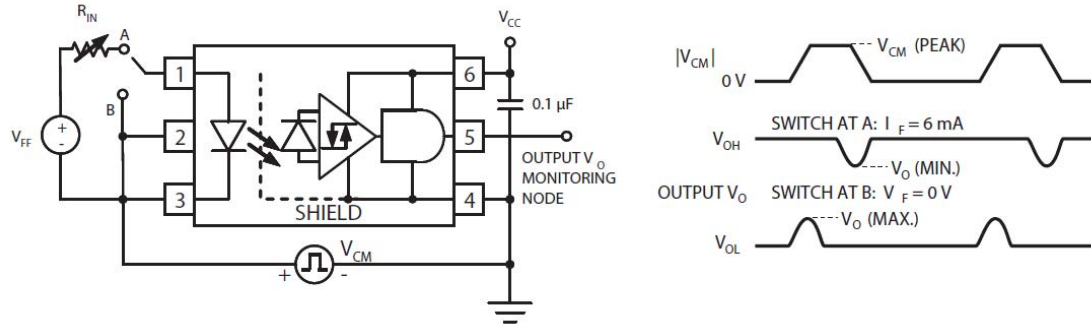 R_IN
A
B
V_FF
+
-
1
2
3
SHIELD
6
5
4
V_CC
0.1 µF
OUTPUT V_O
MONITORING
NODE
V_CM
+
-
|V_CM|
0 V
V_CM (PEAK)
SWITCH AT A: I_F = 6 mA
V_OH
V_O (MIN.)
OUTPUT V_O
SWITCH AT B: V_F = 0 V
V_O (MAX.)
V_OL